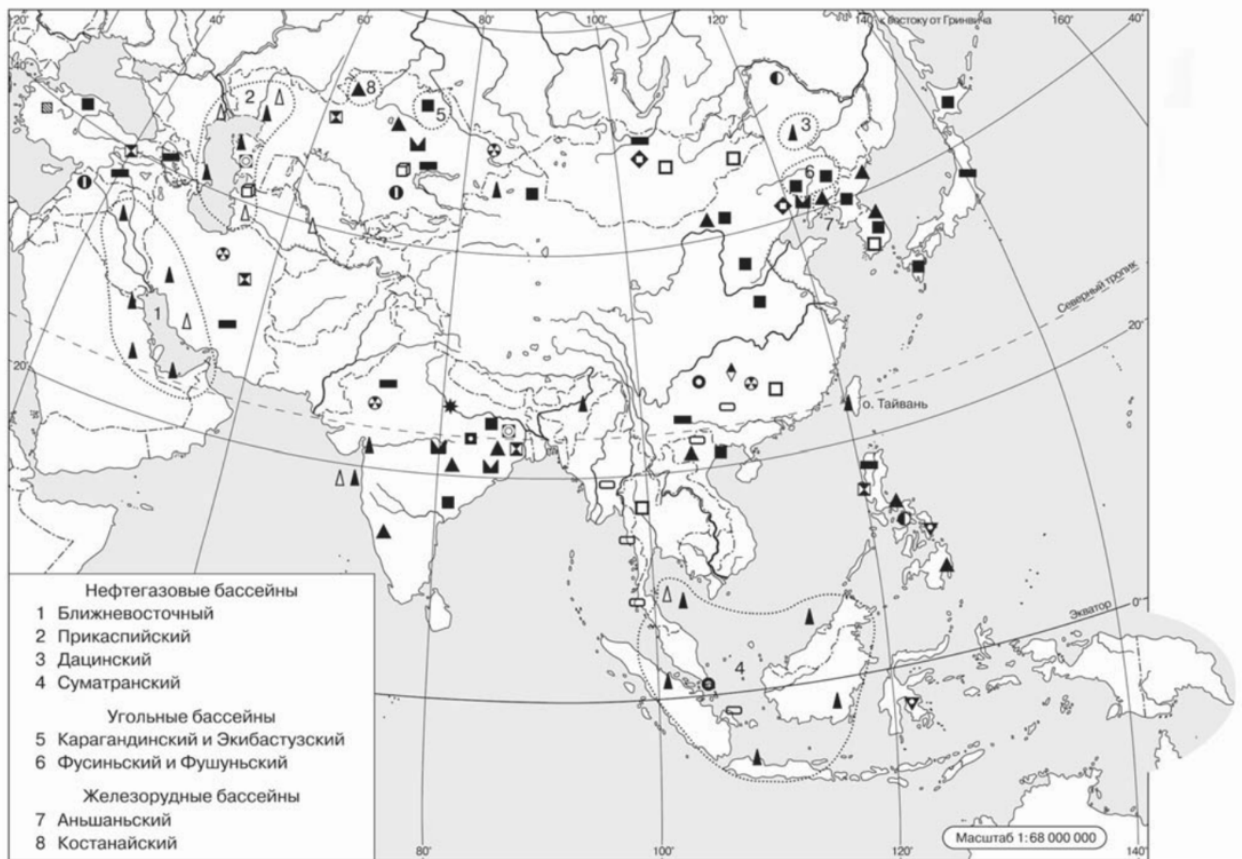 60°
80°
100°
120°
140° к востоку от Гринвича
160°
40°
40°
2
8
5
3
6
7
1
Северный тропик
20°
20°
о. Тайвань
Экватор
0°
4
Нефтегазовые бассейны
1 Ближневосточный
2 Прикаспийский
3 Дацинский
4 Суматранский
Угольные бассейны
5 Карагандинский и Экибастузский
6 Фусиньский и Фушуньский
Железорудные бассейны
7 Аньшаньский
8 Костанайский
Масштаб 1:68 000 000
80°
100°
120°
140°